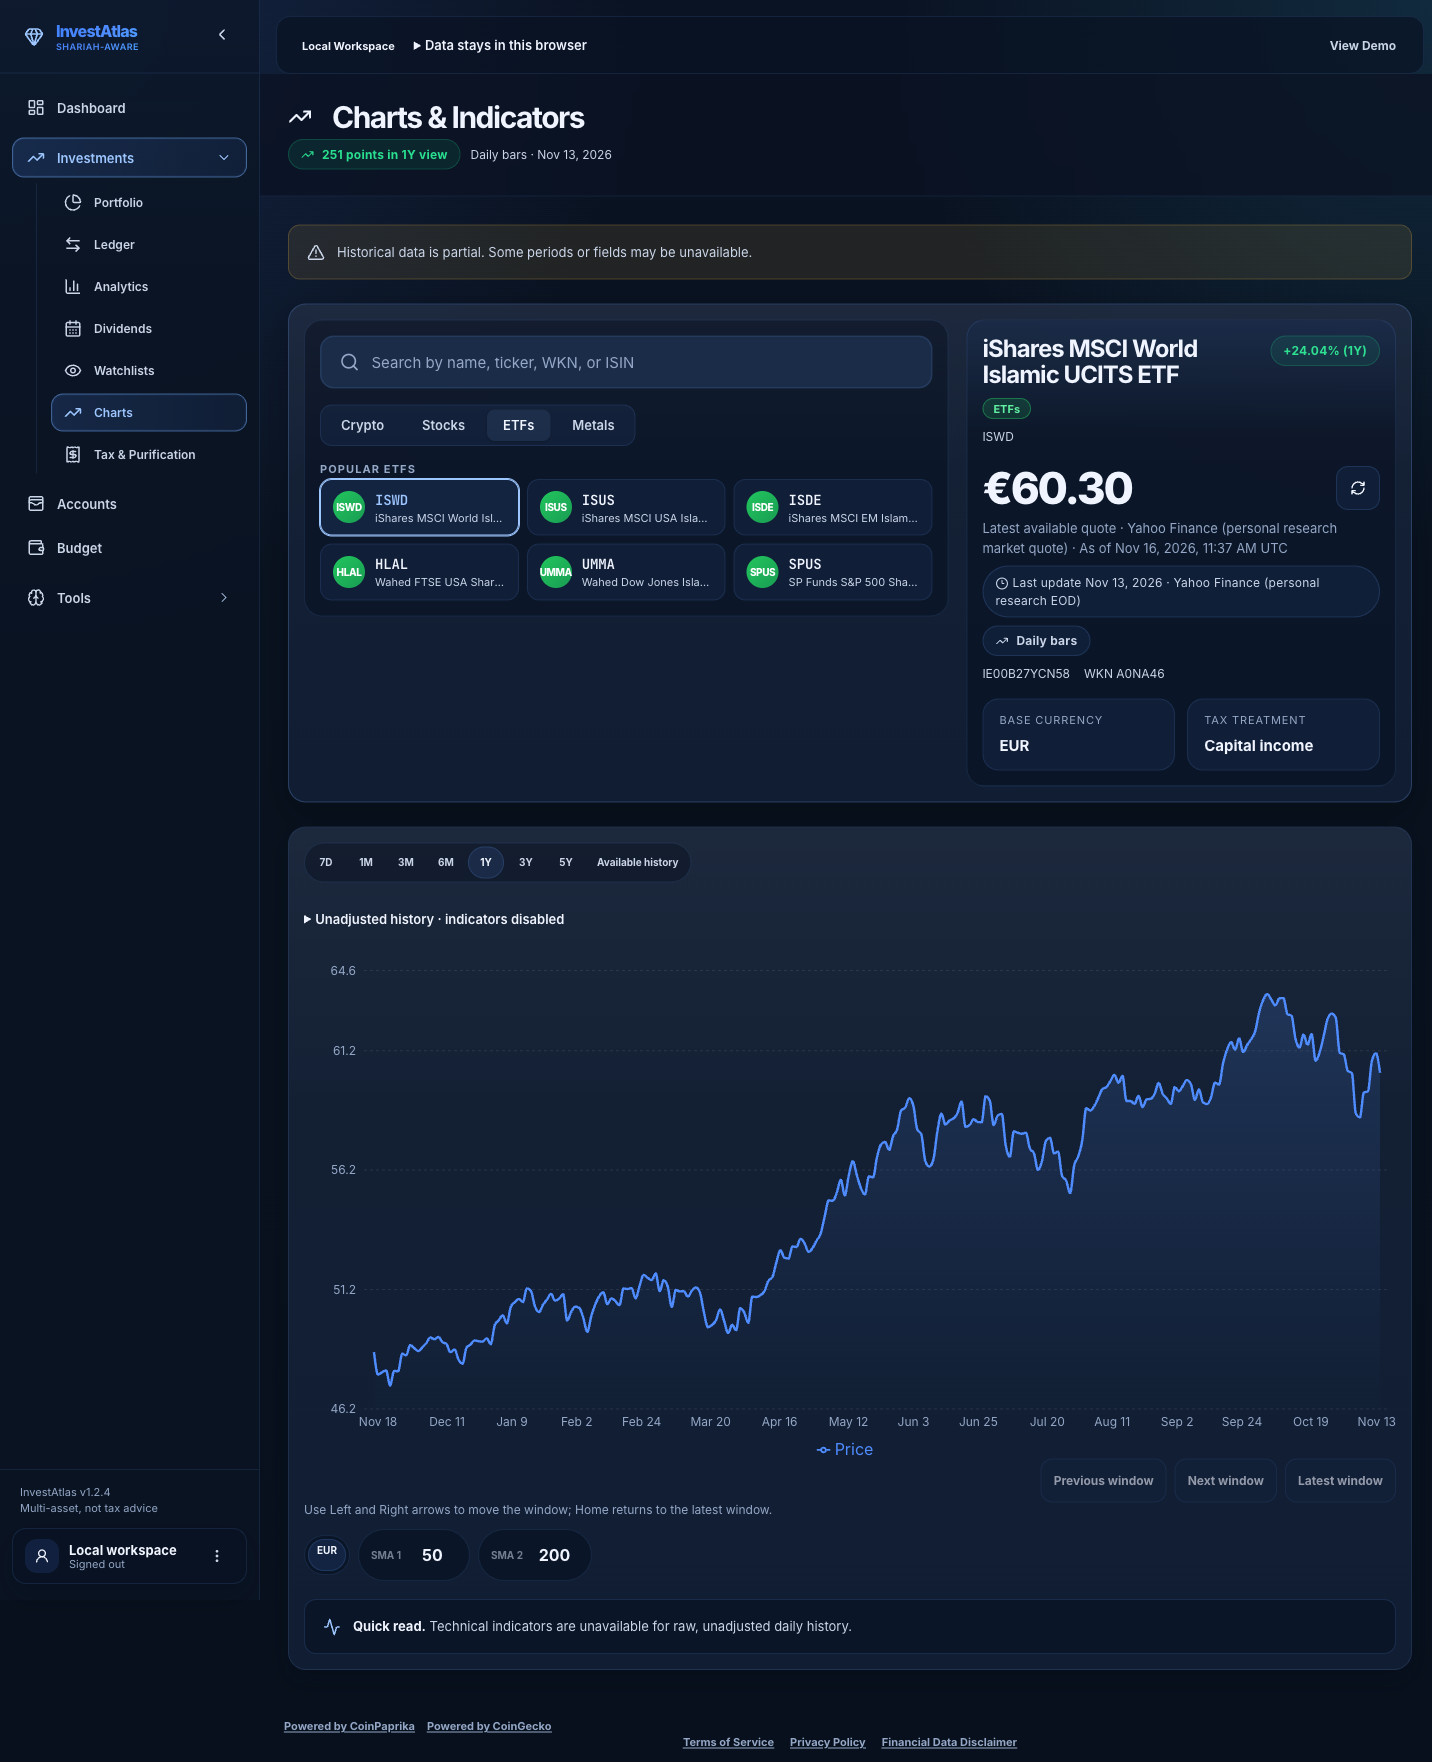 InvestAtlas
SHARIAH-AWARE
Dashboard
Investments
Portfolio
Ledger
Analytics
Dividends
Watchlists
Charts
Tax & Purification
Accounts
Budget
Tools
InvestAtlas v1.2.4
Multi-asset, not tax advice
Local workspace
Signed out
Local Workspace
Data stays in this browser
View Demo
Charts & Indicators
251 points in 1Y view
Daily bars · Nov 13, 2026
Historical data is partial. Some periods or fields may be unavailable.
Search by name, ticker, WKN, or ISIN
Crypto
Stocks
ETFs
Metals
POPULAR ETFS
ISWD
ISWD
iShares MSCI World Isl...
ISUS
ISUS
iShares MSCI USA Isla...
ISDE
ISDE
iShares MSCI EM Islam...
HLAL
HLAL
Wahed FTSE USA Shar...
UMMA
UMMA
Wahed Dow Jones Isla...
SPUS
SPUS
SP Funds S&P 500 Sha...
iShares MSCI World
Islamic UCITS ETF
+24.04% (1Y)
ETFs
ISWD
€60.30
Latest available quote · Yahoo Finance (personal research
market quote) · As of Nov 16, 2026, 11:37 AM UTC
Last update Nov 13, 2026 · Yahoo Finance (personal
research EOD)
Daily bars
IE00B27YCN58 WKN A0NA46
BASE CURRENCY
EUR
TAX TREATMENT
Capital income
7D 1M 3M 6M 1Y 3Y 5Y Available history
Unadjusted history · indicators disabled
64.6
61.2
56.2
51.2
46.2
Nov 18 Dec 11 Jan 9 Feb 2 Feb 24 Mar 20 Apr 16 May 12 Jun 3 Jun 25 Jul 20 Aug 11 Sep 2 Sep 24 Oct 19 Nov 13
Price
Previous window
Next window
Latest window
Use Left and Right arrows to move the window; Home returns to the latest window.
EUR
SMA 1 50
SMA 2 200
Quick read. Technical indicators are unavailable for raw, unadjusted daily history.
Powered by CoinPaprika Powered by CoinGecko
Terms of Service Privacy Policy Financial Data Disclaimer